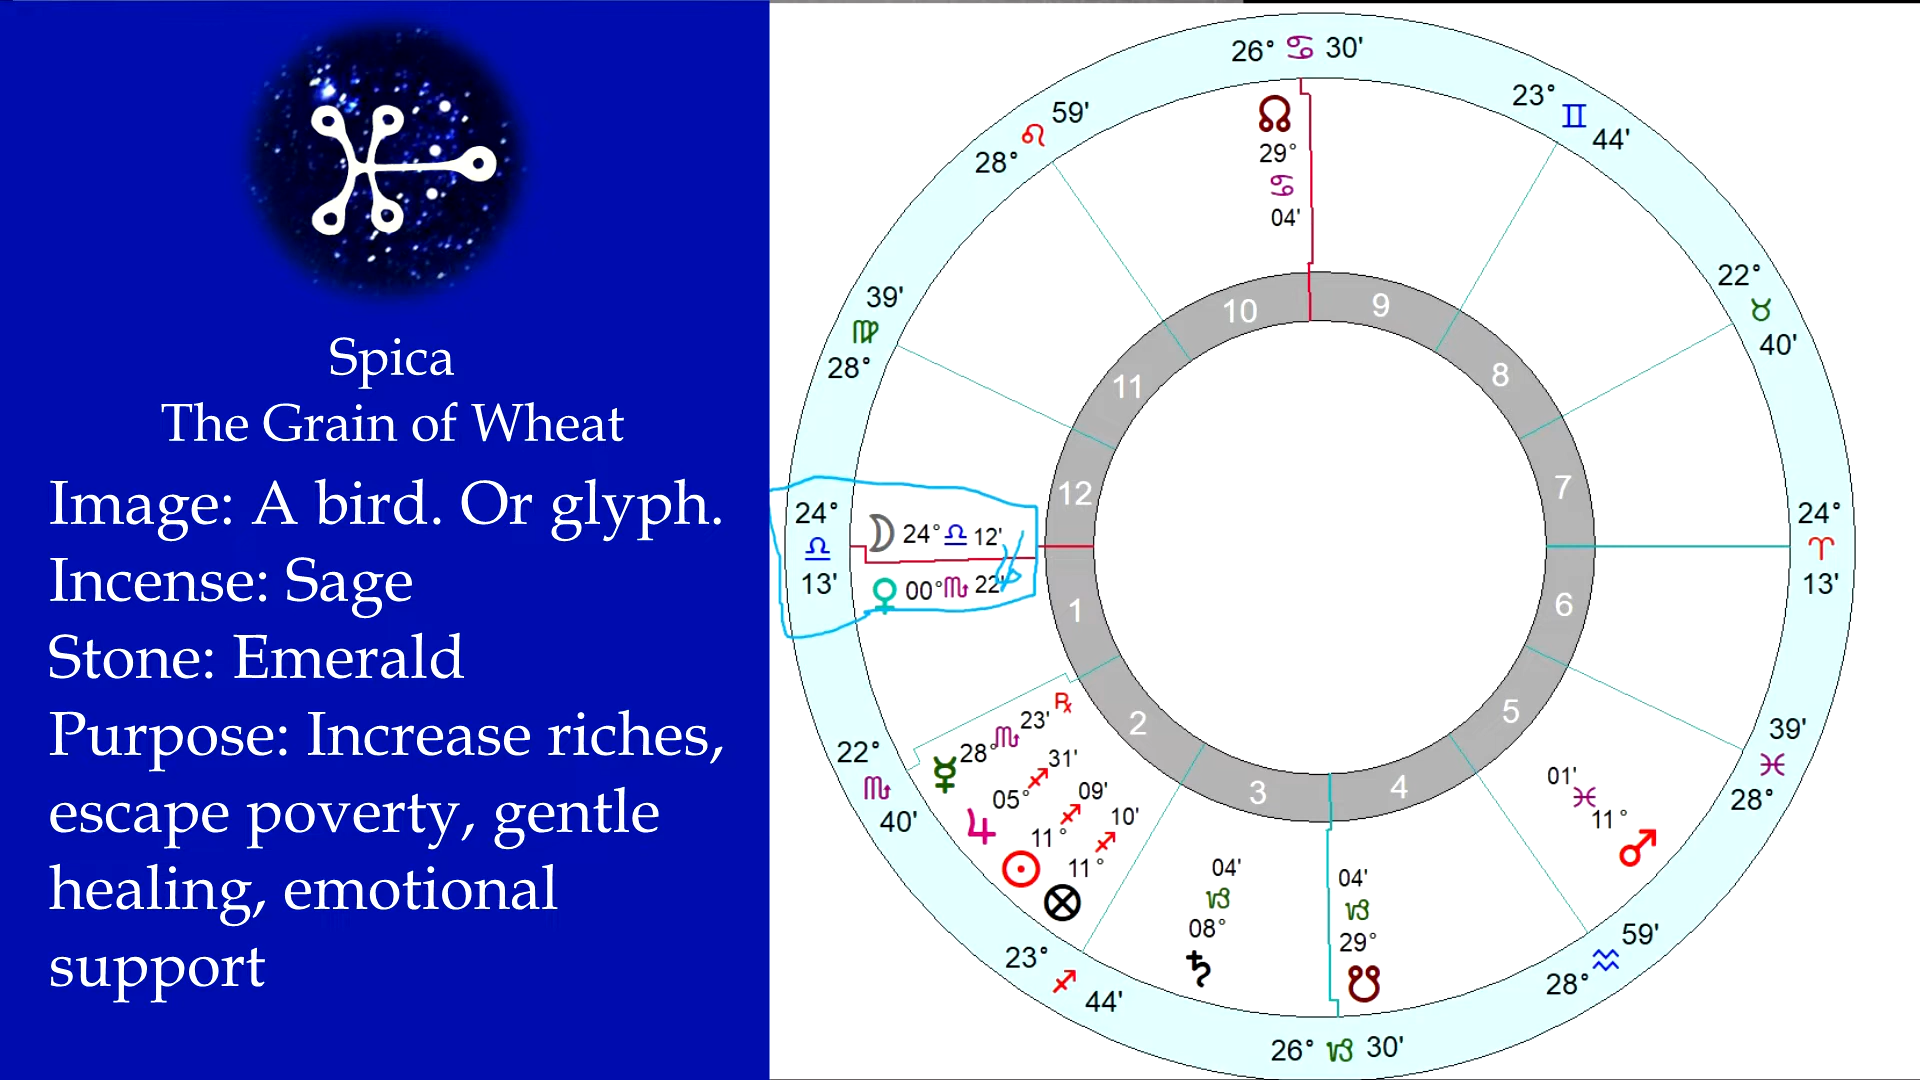 Spica
The Grain of Wheat
Image: A bird. Or glyph.
Incense: Sage
Stone: Emerald
Purpose: Increase riches,
escape poverty, gentle
healing, emotional
support
26° ♋ 30'
23° ♊ 44'
22° ♉ 40'
24° ♈ 13'
28° ♓ 39'
28° ♒ 59'
26° ♑ 30'
23° ♐ 44'
22° ♏ 40'
24° ♎ 13'
28° ♍ 39'
28° ♌ 59'
☊ 29° ♋ 04'
☽ 24° ♎ 12'
♀ 00° ♏ 22'
☿ 28° ♏ 23' ℞
♃ 05° ♐ 31'
☉ 11° ♐ 09'
⊗ 11° ♐ 10'
♄ 08° ♑ 04'
☋ 29° ♑ 04'
♂ 11° ♓ 01'
10
9
8
7
6
5
4
3
2
1
12
11